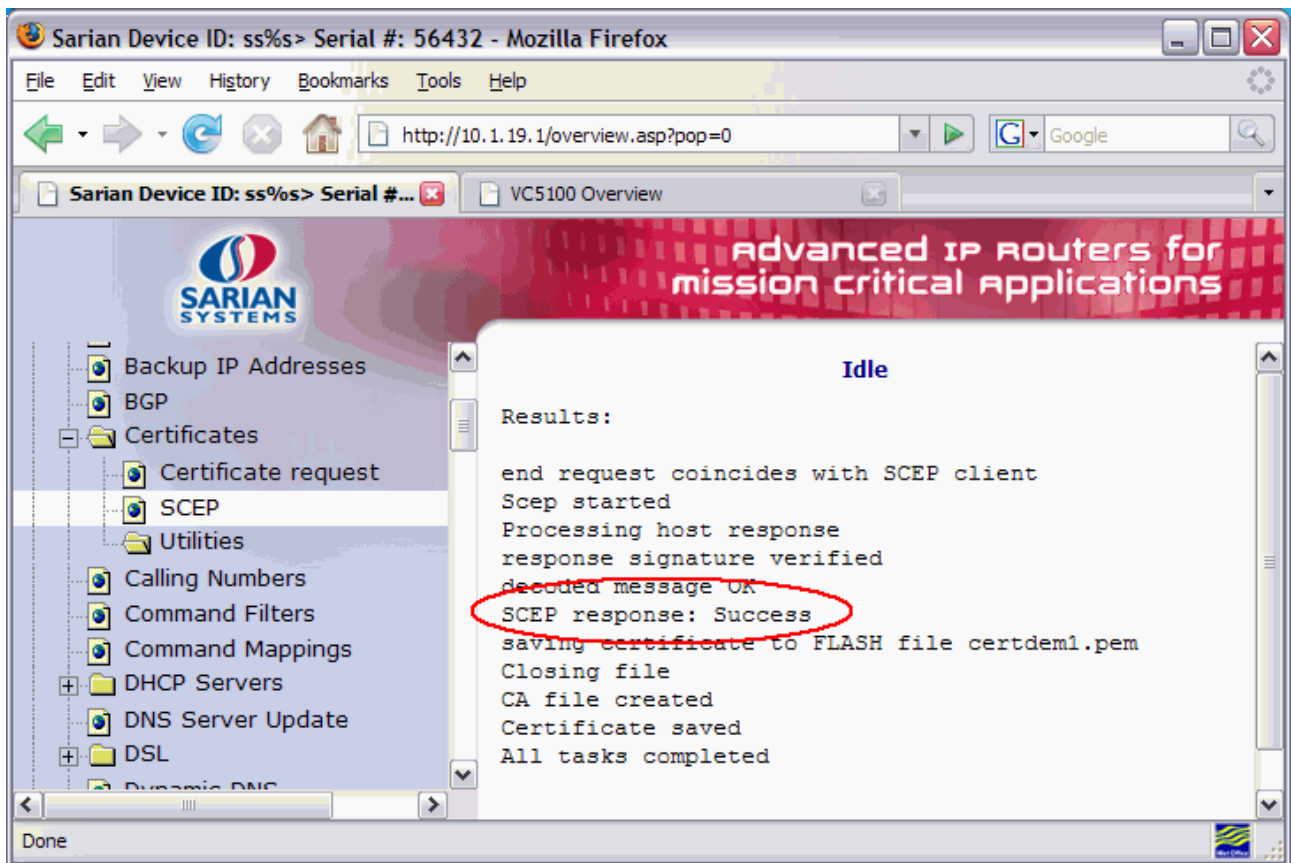 Sarian Device ID: ss%s> Serial #: 56432 - Mozilla Firefox
File Edit View History Bookmarks Tools Help
http://10.1.19.1/overview.asp?pop=0
G Google
Sarian Device ID: ss%s> Serial #...
VC5100 Overview
SARIAN
SYSTEMS
Advanced IP Routers for
mission critical Applications
Backup IP Addresses
BGP
Certificates
Certificate request
SCEP
Utilities
Calling Numbers
Command Filters
Command Mappings
DHCP Servers
DNS Server Update
DSL
Dynamic DNS
Idle
Results:
end request coincides with SCEP client
Scep started
Processing host response
response signature verified
decoded message OK
SCEP response: Success
saving certificate to FLASH file certdem1.pem
Closing file
CA file created
Certificate saved
All tasks completed
Done
Met Office